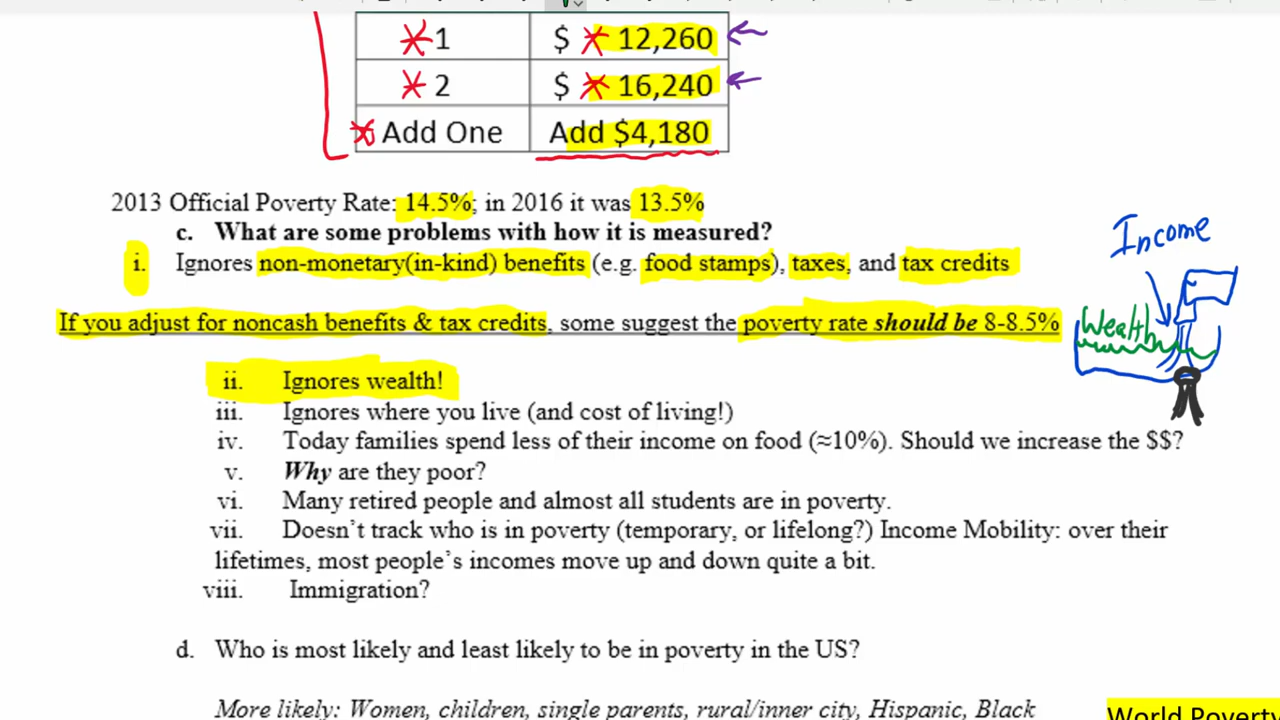 * 1 $ * 12,260
* 2 $ * 16,240
* Add One Add $4,180
2013 Official Poverty Rate: 14.5%; in 2016 it was 13.5%
c. What are some problems with how it is measured?
Income
i. Ignores non-monetary(in-kind) benefits (e.g. food stamps), taxes, and tax credits
If you adjust for noncash benefits & tax credits, some suggest the poverty rate should be 8-8.5%
Wealth
ii. Ignores wealth!
iii. Ignores where you live (and cost of living!)
iv. Today families spend less of their income on food (≈10%). Should we increase the $$?
v. Why are they poor?
vi. Many retired people and almost all students are in poverty.
vii. Doesn't track who is in poverty (temporary, or lifelong?) Income Mobility: over their
lifetimes, most people's incomes move up and down quite a bit.
viii. Immigration?
d. Who is most likely and least likely to be in poverty in the US?
More likely: Women, children, single parents, rural/inner city, Hispanic, Black
World Poverty